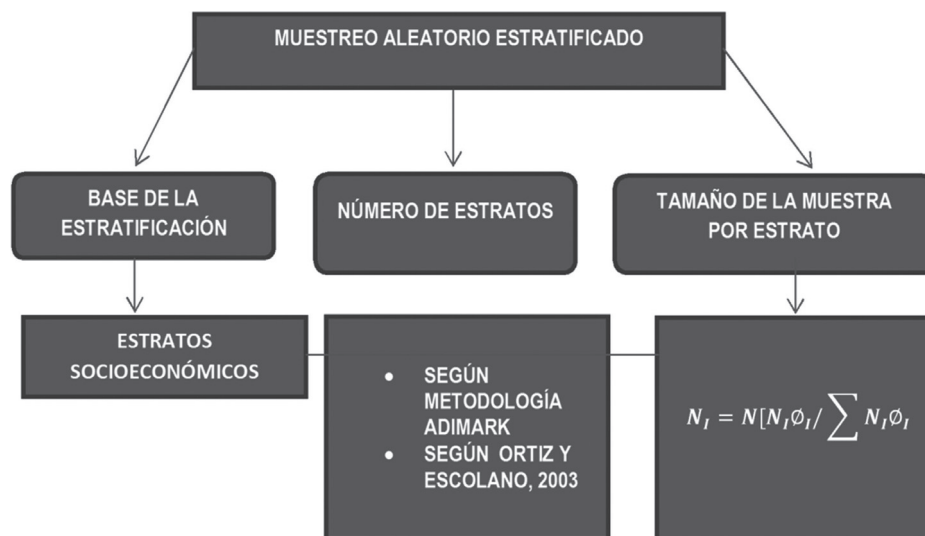 MUESTREO ALEATORIO ESTRATIFICADO
BASE DE LA
ESTRATIFICACIÓN
NÚMERO DE ESTRATOS
TAMAÑO DE LA MUESTRA
POR ESTRATO
ESTRATOS
SOCIOECONÓMICOS
• SEGÚN
METODOLOGÍA
ADIMARK
• SEGÚN ORTIZ Y
ESCOLANO, 2003
N_I = N[N_I∅_I/ ∑ N_I∅_I